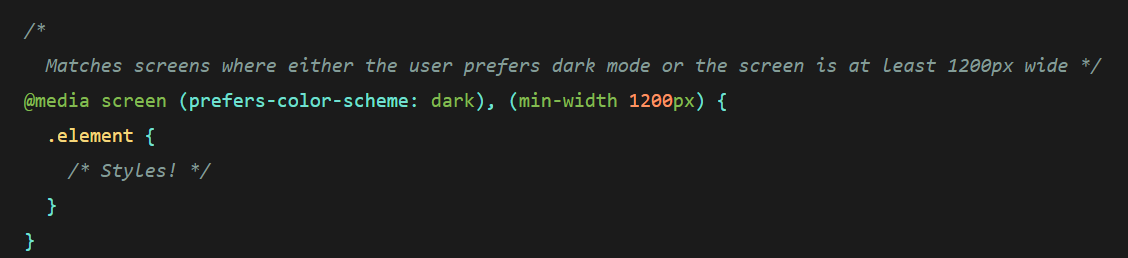 /*
  Matches screens where either the user prefers dark mode or the screen is at least 1200px wide */
@media screen (prefers-color-scheme: dark), (min-width 1200px) {
  .element {
    /* Styles! */
  }
}